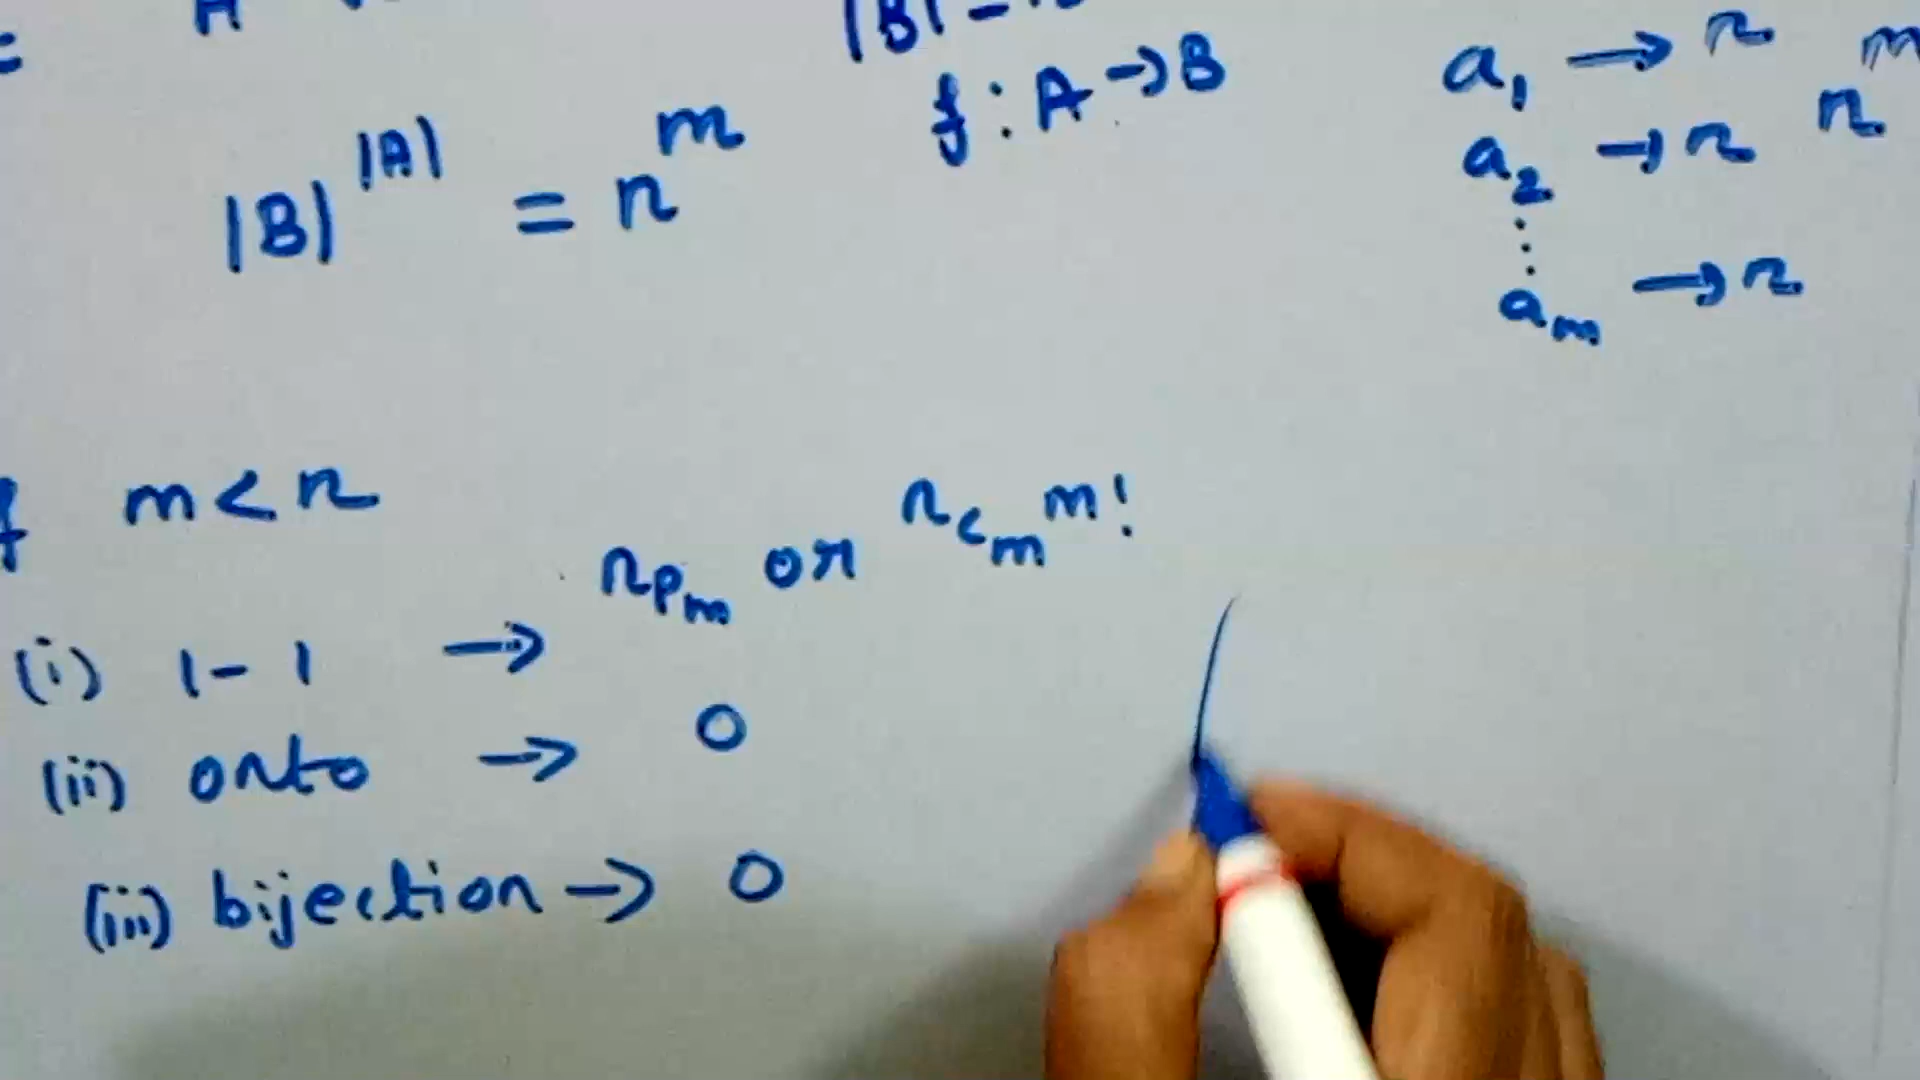 = A
|B| =
f : A → B
|B|^|A| = n^m
a₁ → n
a₂ → n
⋮
aₘ → n
n^m
f m < n
(i) 1 - 1 → nPₘ or nCₘ m!
(ii) onto → 0
(iii) bijection → 0